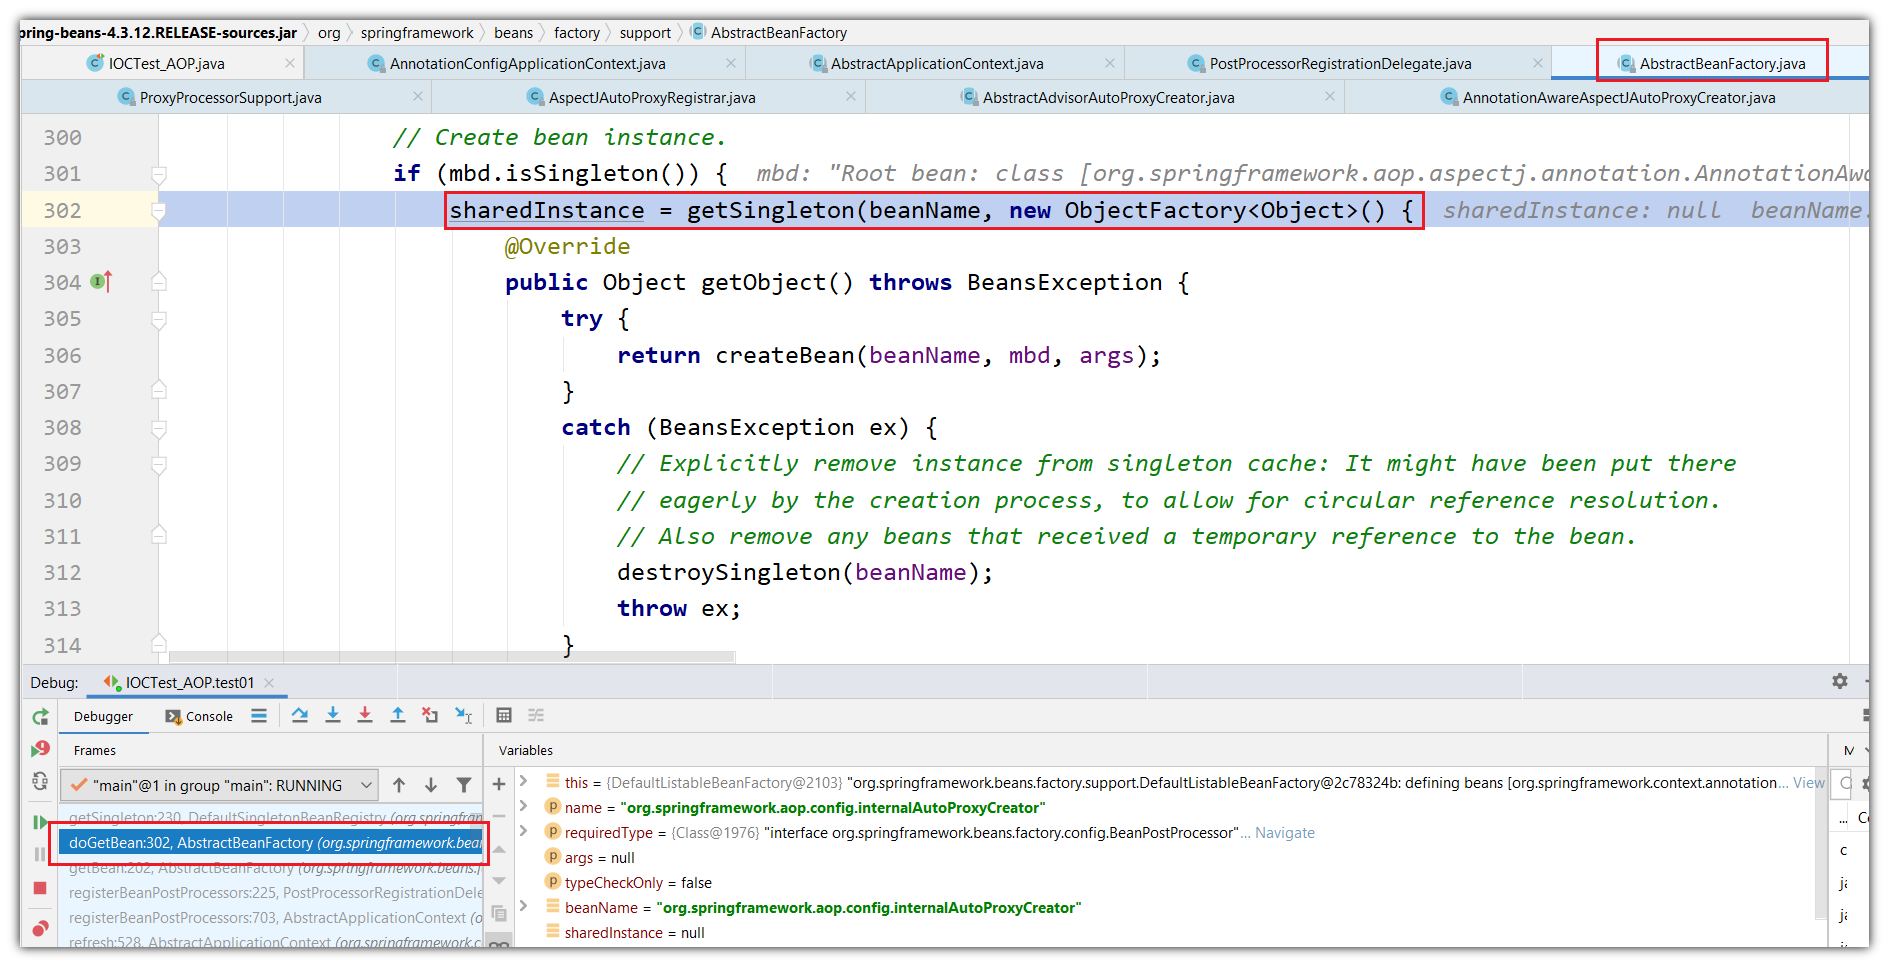 pring-beans-4.3.12.RELEASE-sources.jar org springframework beans factory support AbstractBeanFactory
IOCTest_AOP.java AnnotationConfigApplicationContext.java AbstractApplicationContext.java PostProcessorRegistrationDelegate.java AbstractBeanFactory.java
ProxyProcessorSupport.java AspectJAutoProxyRegistrar.java AbstractAdvisorAutoProxyCreator.java AnnotationAwareAspectJAutoProxyCreator.java
300 // Create bean instance.
301 if (mbd.isSingleton()) { mbd: "Root bean: class [org.springframework.aop.aspectj.annotation.AnnotationAwa
302 sharedInstance = getSingleton(beanName, new ObjectFactory<Object>() { sharedInstance: null beanName:
303 @Override
304 public Object getObject() throws BeansException {
305 try {
306 return createBean(beanName, mbd, args);
307 }
308 catch (BeansException ex) {
309 // Explicitly remove instance from singleton cache: It might have been put there
310 // eagerly by the creation process, to allow for circular reference resolution.
311 // Also remove any beans that received a temporary reference to the bean.
312 destroySingleton(beanName);
313 throw ex;
314 }
Debug: IOCTest_AOP.test01
Debugger Console
Frames Variables
"main"@1 in group "main": RUNNING
getSingleton:230, DefaultSingletonBeanRegistry (org.springfram
doGetBean:302, AbstractBeanFactory (org.springframework.bea
getBean:202, AbstractBeanFactory (org.springframework.beans.f
registerBeanPostProcessors:225, PostProcessorRegistrationDele
registerBeanPostProcessors:703, AbstractApplicationContext (o
refresh:528, AbstractApplicationContext (org.springframework.c
this = {DefaultListableBeanFactory@2103} "org.springframework.beans.factory.support.DefaultListableBeanFactory@2c78324b: defining beans [org.springframework.context.annotation... View
name = "org.springframework.aop.config.internalAutoProxyCreator"
requiredType = {Class@1976} "interface org.springframework.beans.factory.config.BeanPostProcessor"... Navigate
args = null
typeCheckOnly = false
beanName = "org.springframework.aop.config.internalAutoProxyCreator"
sharedInstance = null